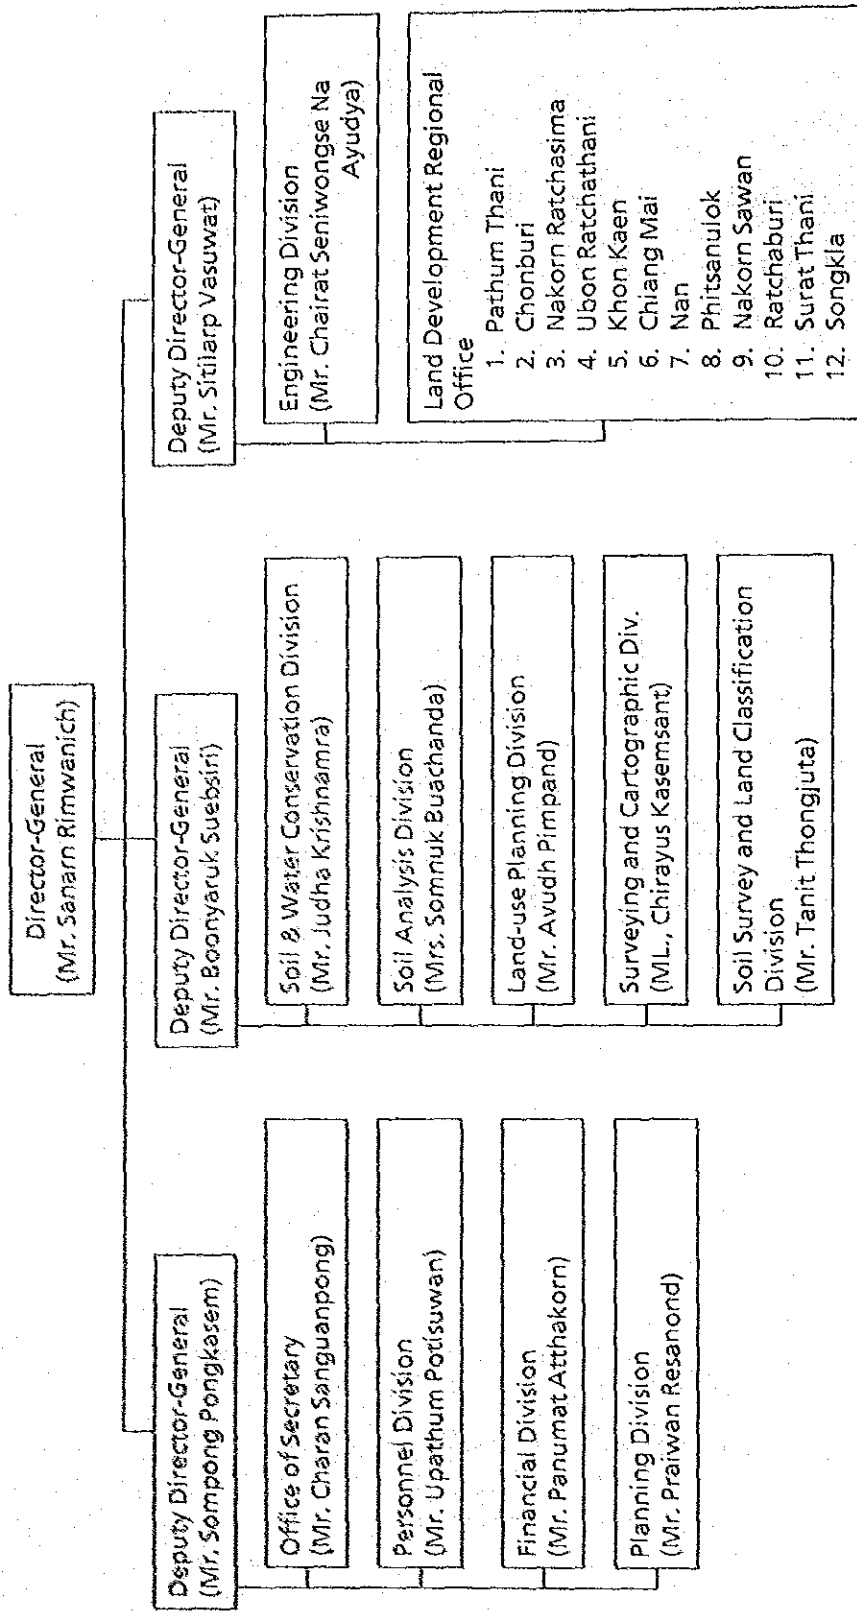 Director-General
(Mr. Sanarn Rimwanich)
Deputy Director-General
(Mr. Sompong Pongkasem)
Office of Secretary
(Mr. Charan Sanguanpong)
Personnel Division
(Mr. Upathum Potisuwan)
Financial Division
(Mr. Panumat Atthakorn)
Planning Division
(Mr. Praiwan Resanond)
Deputy Director-General
(Mr. Boonyaruk Suebsiri)
Soil & Water Conservation Division
(Mr. Judha Krishnamra)
Soil Analysis Division
(Mrs. Somnuk Buachanda)
Land-use Planning Division
(Mr. Avudh Pimpand)
Surveying and Cartographic Div.
(ML., Chirayus Kasemsant)
Soil Survey and Land Classification
Division
(Mr. Tanit Thongjuta)
Deputy Director-General
(Mr. Sitilarp Vasuwat)
Engineering Division
(Mr. Chairat Seniwongse Na
Ayudya)
Land Development Regional
Office
1. Pathum Thani
2. Chonburi
3. Nakorn Ratchasima
4. Ubon Ratchathani
5. Khon Kaen
6. Chiang Mai
7. Nan
8. Phitsanulok
9. Nakorn Sawan
10. Ratchaburi
11. Surat Thani
12. Songkla